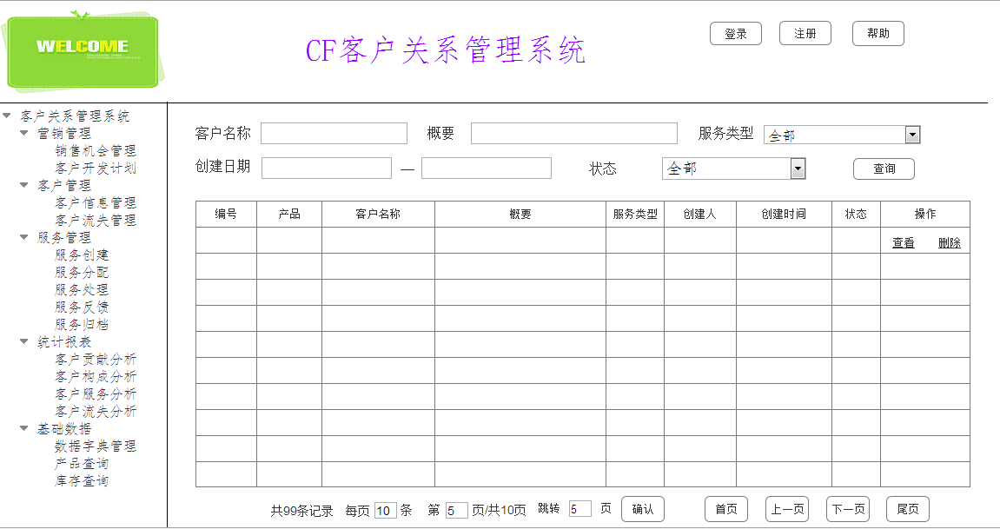 WELCOME
CF客户关系管理系统
登录 注册 帮助
客户关系管理系统
营销管理
销售机会管理
客户开发计划
客户管理
客户信息管理
客户流失管理
服务管理
服务创建
服务分配
服务处理
服务反馈
服务归档
统计报表
客户贡献分析
客户构成分析
客户服务分析
客户流失分析
基础数据
数据字典管理
产品查询
库存查询
客户名称 概要 服务类型 全部
创建日期 — 状态 全部 查询
编号 产品 客户名称 概要 服务类型 创建人 创建时间 状态 操作
查看 删除
共99条记录 每页 10 条 第 5 页/共10页 跳转 5 页 确认 首页 上一页 下一页 尾页